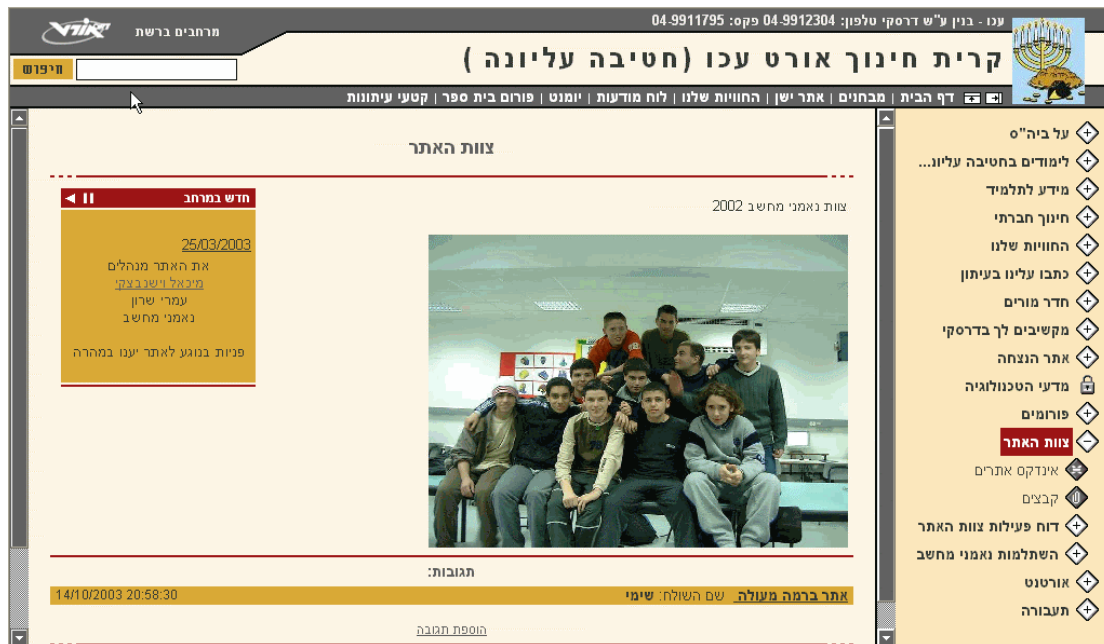 עכו - בנין ע"ש דרסקי טלפון: 04-9912304 פקס: 04-9911795
מרחבים ברשת
אורט
קרית חינוך אורט עכו (חטיבה עליונה )
חיפוש
דף הבית | מבחנים | אתר ישן | החוויות שלנו | לוח מודעות | יומנט | פורום בית ספר | קטעי עיתונות
על ביה"ס
לימודים בחטיבה עליונ...
מידע לתלמיד
חינוך חברתי
החוויות שלנו
כתבו עלינו בעיתון
חדר מורים
מקשיבים לך בדרסקי
אתר הנצחה
מדעי הטכנולוגיה
פורומים
צוות האתר
אינדקס אתרים
קבצים
דוח פעילות צוות האתר
השתלמות נאמני מחשב
אורטנט
תעבורה
צוות האתר
צוות נאמני מחשב 2002
חדש במרחב
25/03/2003
את האתר מנהלים
מיכאל וישנבצקי
עמרי שרון
נאמני מחשב
פניות בנוגע לאתר יענו במהרה
תגובות:
אתר ברמה מעולה שם השולח: שימי 14/10/2003 20:58:30
הוספת תגובה